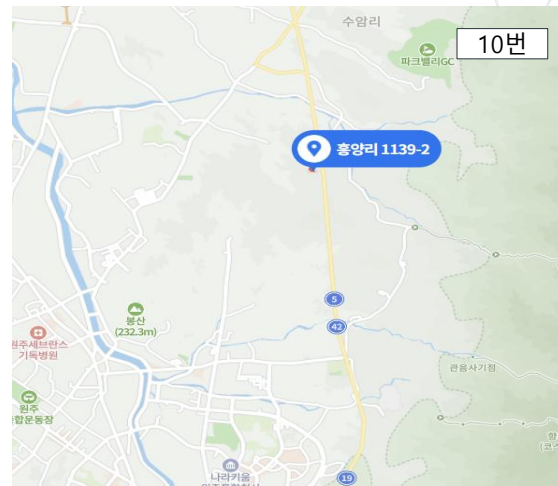 수암리
파크밸리GC
10번
흥양리 1139-2
5
42
봉산
(232.3m)
원주세브란스
기독병원
관음사기점
원주
합운동장
나라키움
19